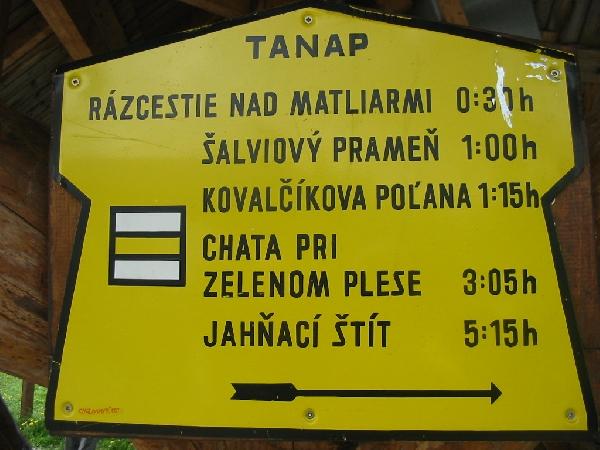 TANAP
RÁZCESTIE NAD MATLIARMI 0:30h
ŠALVIOVÝ PRAMEŇ 1:00h
KOVALČÍKOVA POĽANA 1:15h
CHATA PRI
ZELENOM PLESE 3:05h
JAHŇACÍ ŠTÍT 5:15h